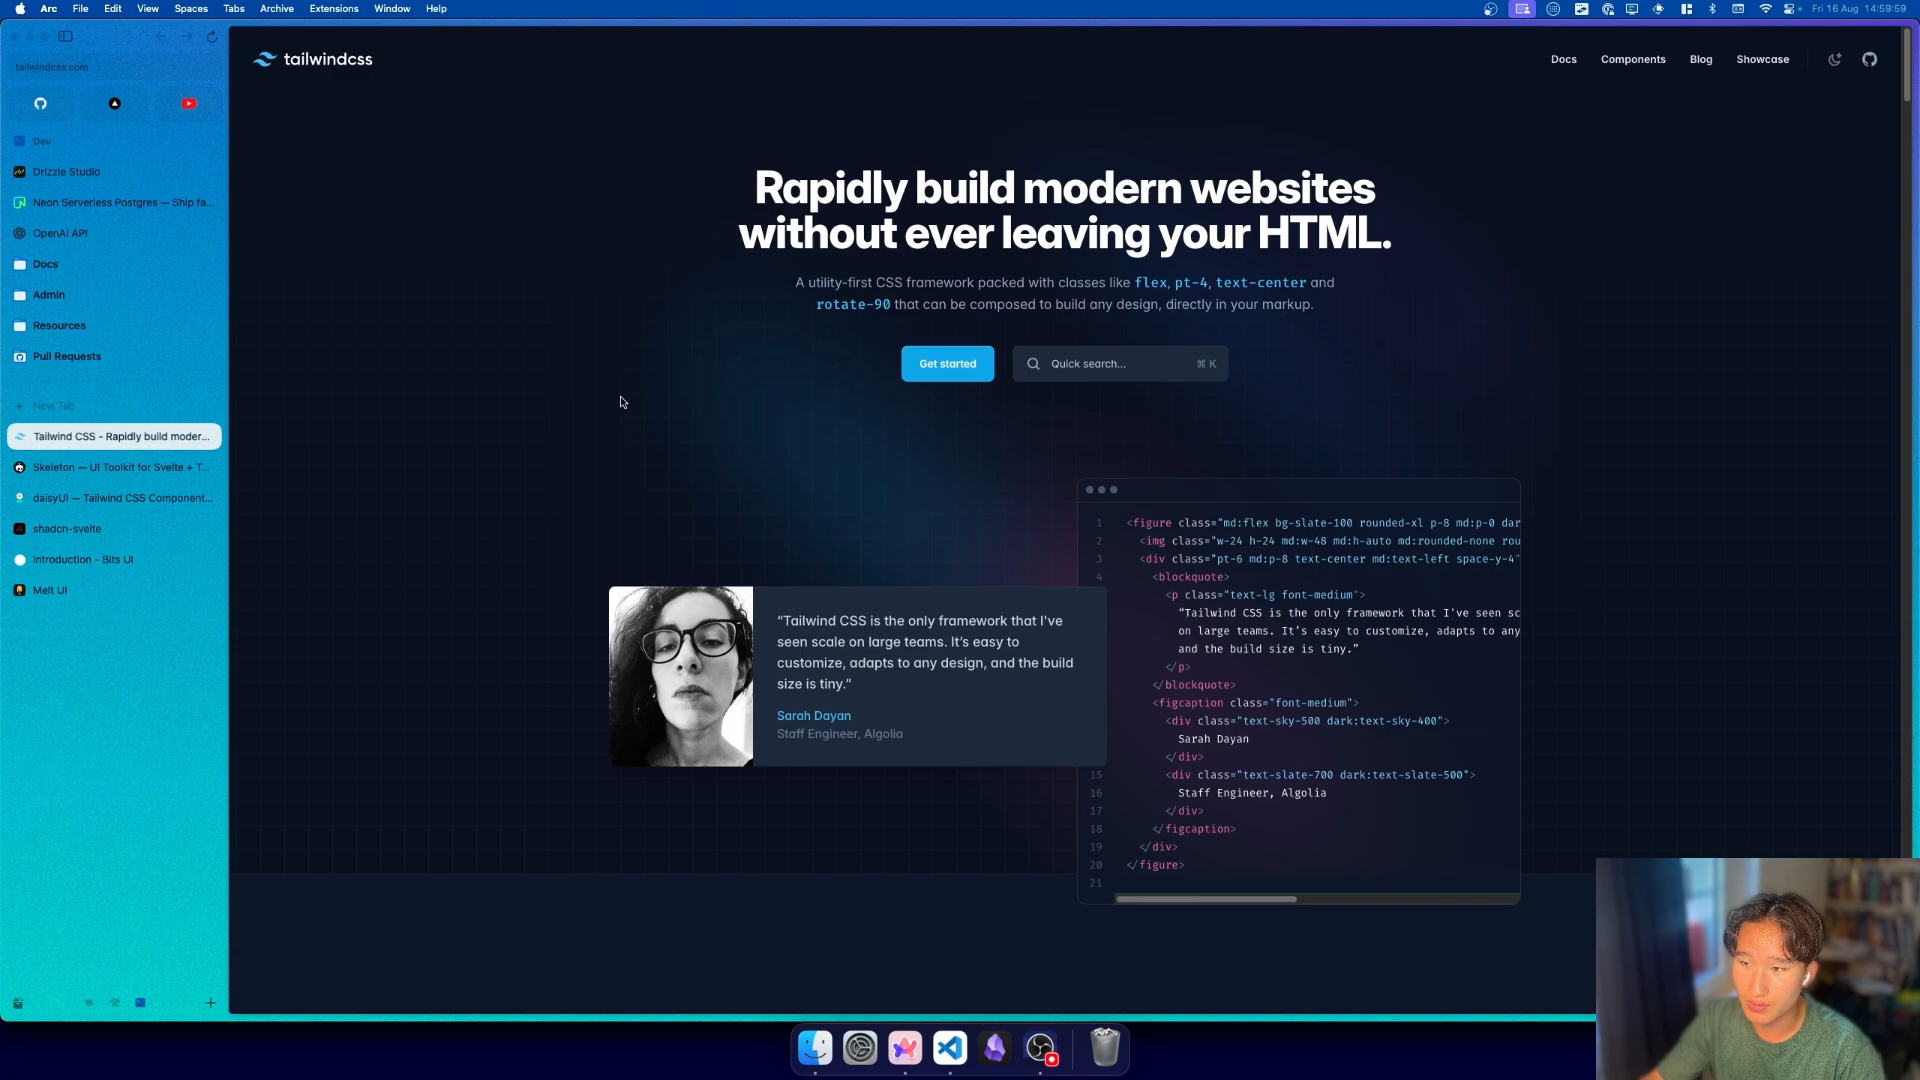 Arc File Edit View Spaces Tabs Archive Extensions Window Help
Fri 16 Aug 14:59:59
tailwindcss.com
Dev
Drizzle Studio
Neon Serverless Postgres — Ship fa...
OpenAI API
Docs
Admin
Resources
Pull Requests
New Tab
Tailwind CSS - Rapidly build moder...
Skeleton — UI Toolkit for Svelte + T...
daisyUI — Tailwind CSS Component...
shadcn-svelte
Introduction - Bits UI
Melt UI
tailwindcss
Docs Components Blog Showcase
Rapidly build modern websites
without ever leaving your HTML.
A utility-first CSS framework packed with classes like flex, pt-4, text-center and
rotate-90 that can be composed to build any design, directly in your markup.
Get started
Quick search... ⌘ K
“Tailwind CSS is the only framework that I've
seen scale on large teams. It’s easy to
customize, adapts to any design, and the build
size is tiny.”
Sarah Dayan
Staff Engineer, Algolia
1 <figure class="md:flex bg-slate-100 rounded-xl p-8 md:p-0 dar
2 <img class="w-24 h-24 md:w-48 md:h-auto md:rounded-none rou
3 <div class="pt-6 md:p-8 text-center md:text-left space-y-4"
4 <blockquote>
<p class="text-lg font-medium">
“Tailwind CSS is the only framework that I've seen sc
on large teams. It’s easy to customize, adapts to any
and the build size is tiny.”
</p>
</blockquote>
<figcaption class="font-medium">
<div class="text-sky-500 dark:text-sky-400">
Sarah Dayan
</div>
15 <div class="text-slate-700 dark:text-slate-500">
16 Staff Engineer, Algolia
17 </div>
18 </figcaption>
19 </div>
20 </figure>
21